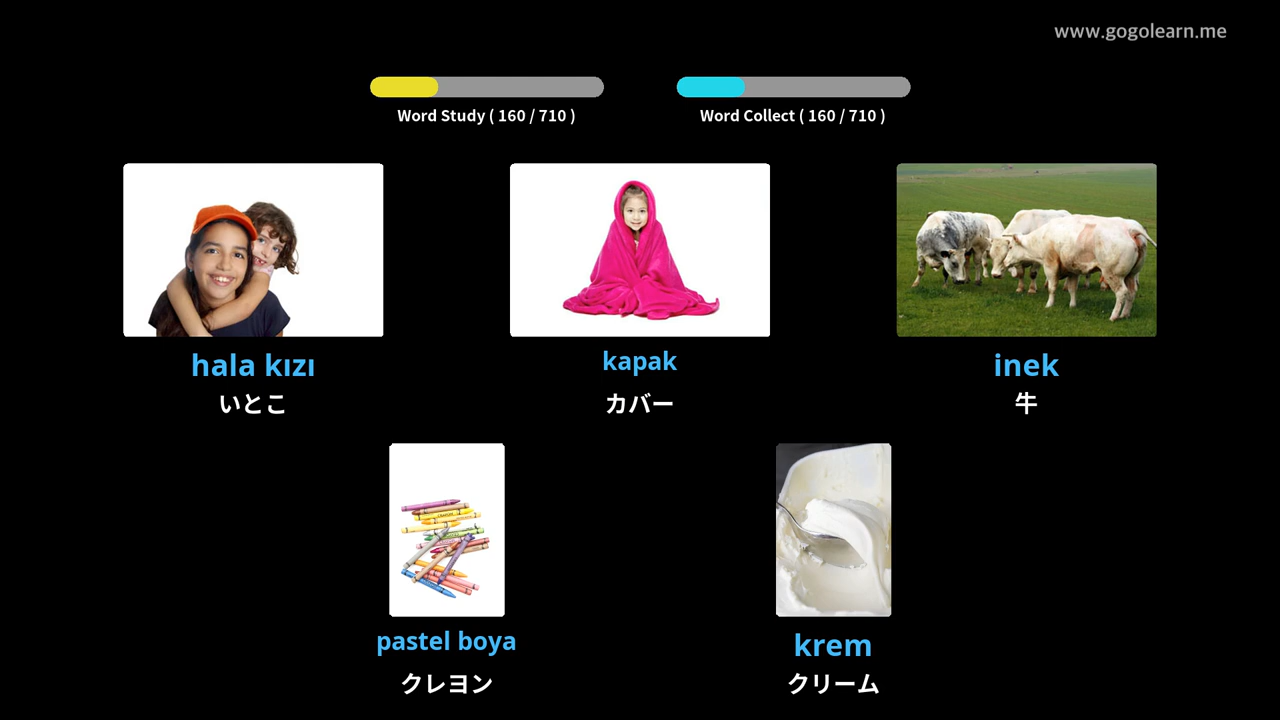 www.gogolearn.me
Word Study ( 160 / 710 )
Word Collect ( 160 / 710 )
hala kızı
いとこ
kapak
カバー
inek
牛
pastel boya
クレヨン
krem
クリーム